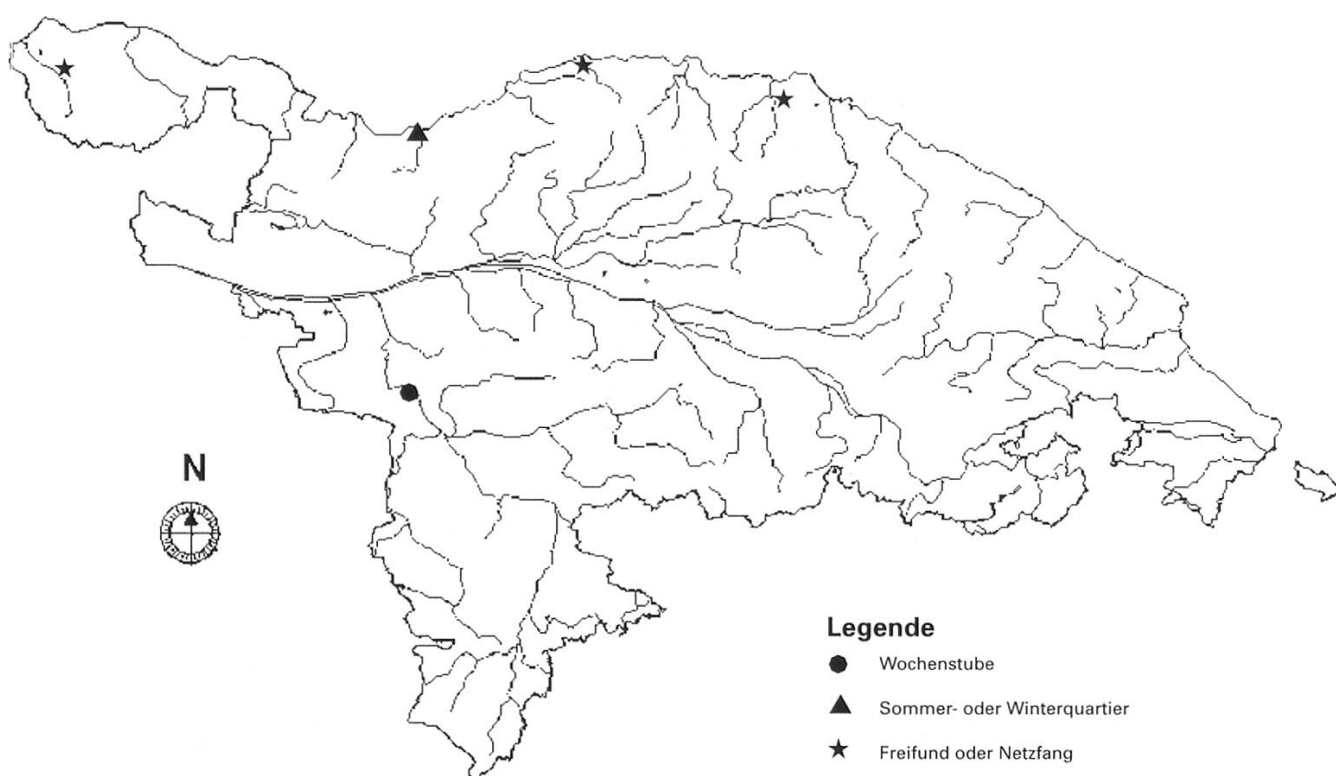 N
Legende
Wochenstube
Sommer- oder Winterquartier
Freifund oder Netzfang